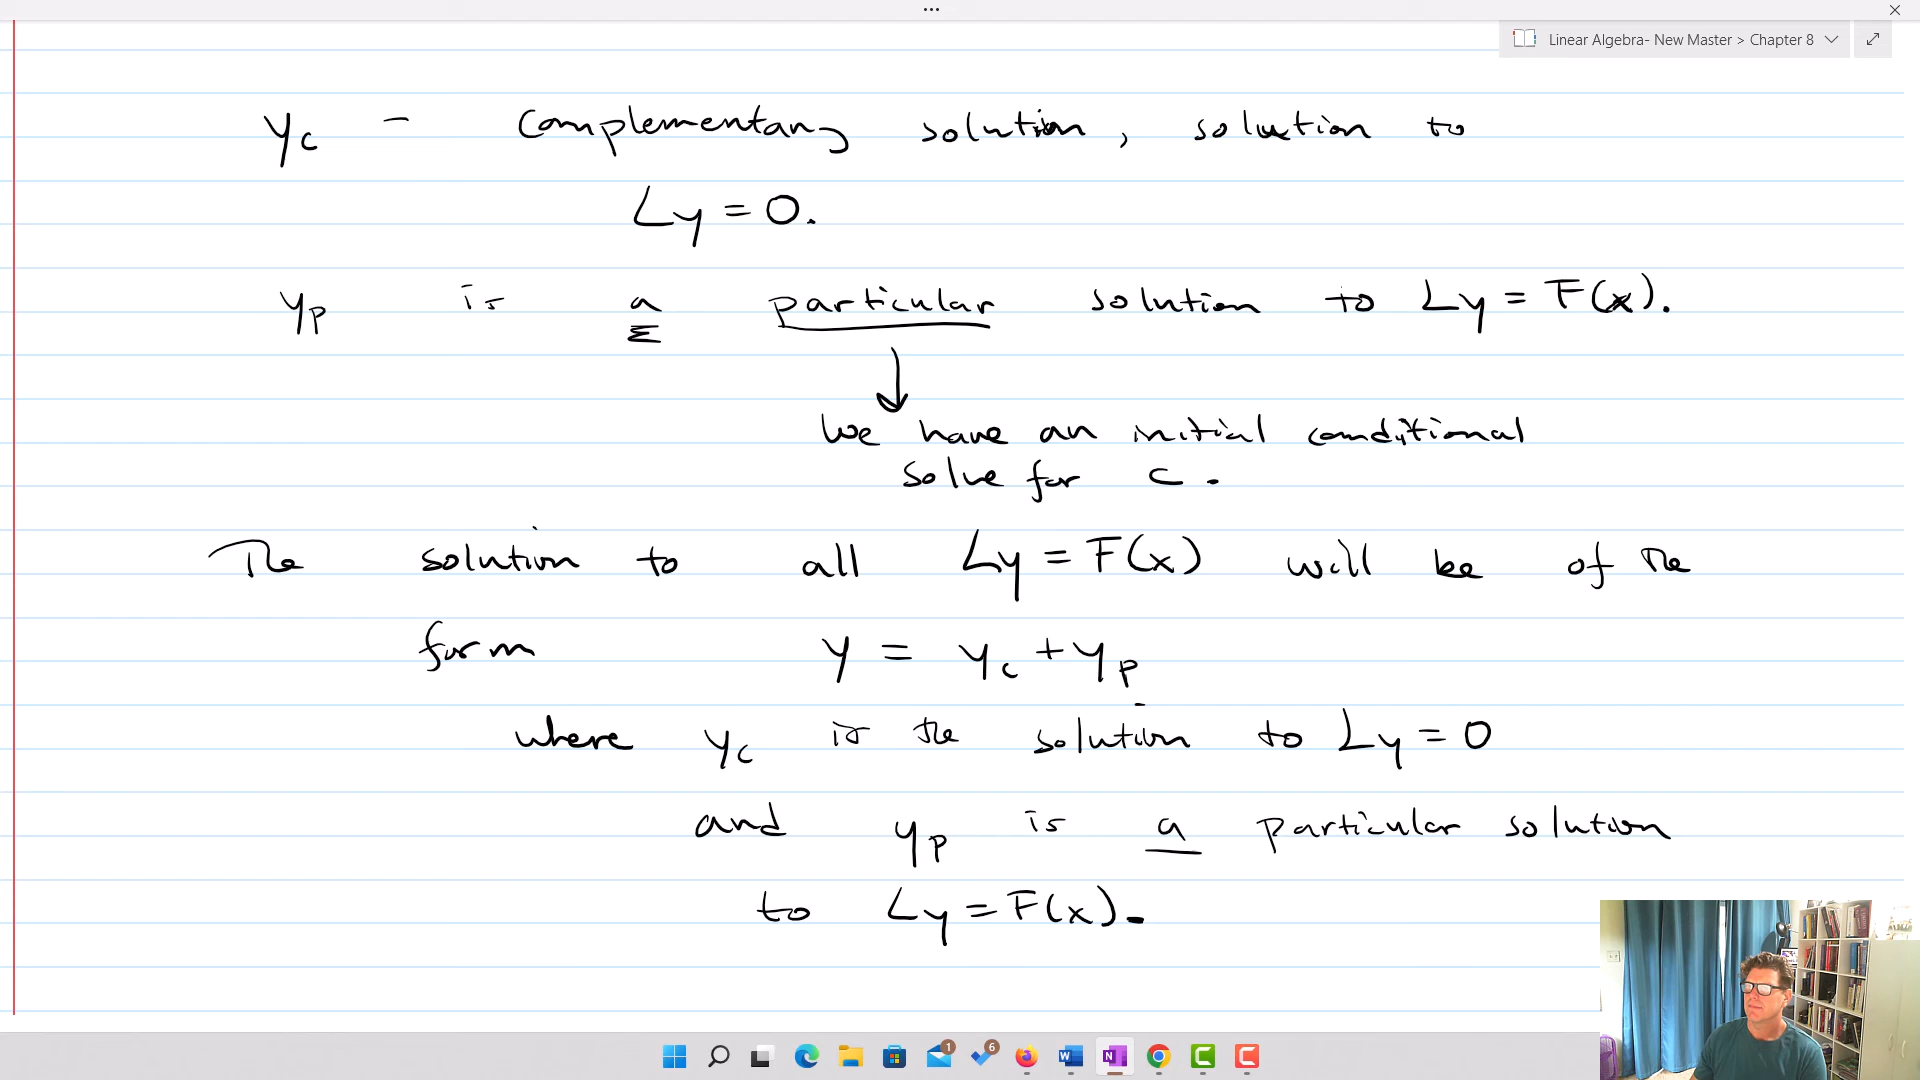 Linear Algebra- New Master > Chapter 8
yc - complementary solution, solution to
Ly = 0.
yp is a particular solution to Ly = F(x).
We have an initial conditional
solve for c.
The solution to all Ly = F(x) will be of the
form y = yc + yp
where yc is the solution to Ly = 0
and yp is a particular solution
to Ly = F(x).
1 6